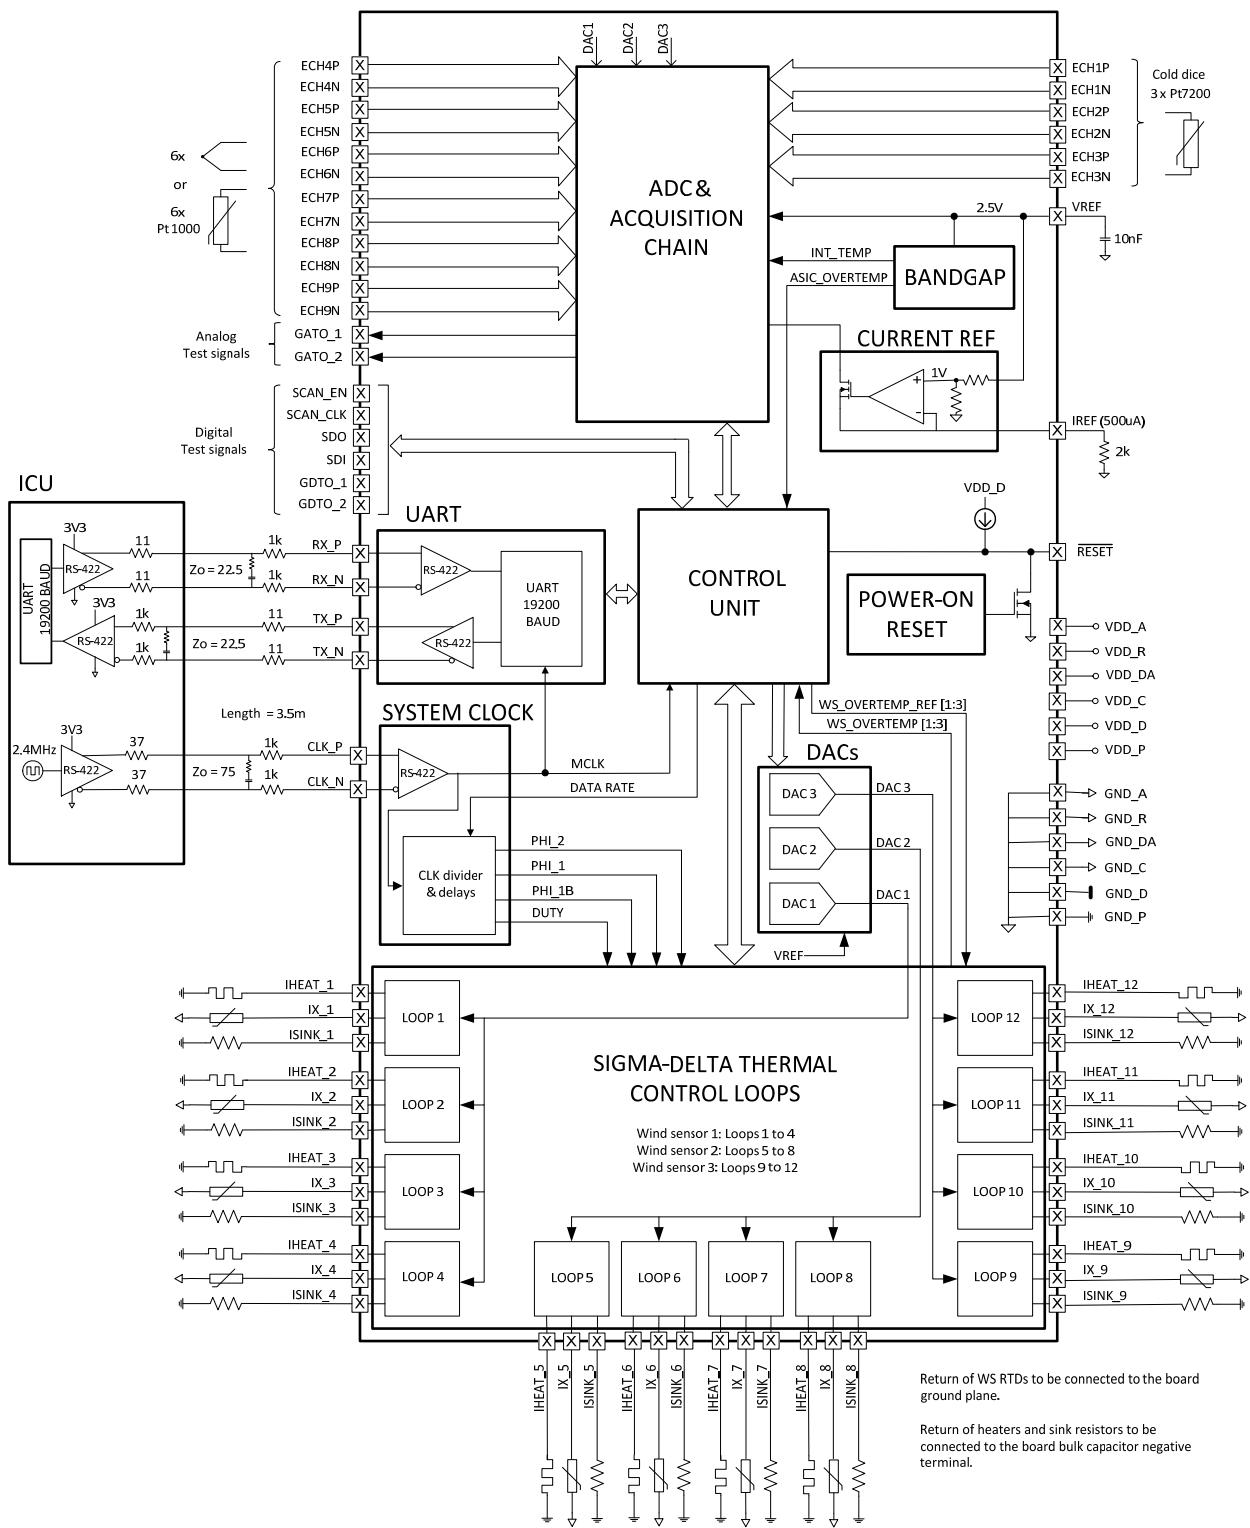 DAC1
DAC2
DAC3
ECH4P
ECH4N
ECH5P
ECH5N
ECH6P
ECH6N
ECH7P
ECH7N
ECH8P
ECH8N
ECH9P
ECH9N
6x
or
6x
Pt1000
Analog
Test signals
GATO_1
GATO_2
Digital
Test signals
SCAN_EN
SCAN_CLK
SDO
SDI
GDTO_1
GDTO_2
ADC &
ACQUISITION
CHAIN
ECH1P
ECH1N
ECH2P
ECH2N
ECH3P
ECH3N
Cold dice
3 x Pt7200
2.5V
VREF
10nF
INT_TEMP
ASIC_OVERTEMP
BANDGAP
CURRENT REF
1V
+
-
IREF (500uA)
2k
ICU
UART
19200 BAUD
3V3
RS-422
11
11
Zo = 22.5
1k
1k
RX_P
RX_N
3V3
RS-422
1k
1k
Zo = 22.5
11
11
TX_P
TX_N
Length = 3.5m
2.4MHz
3V3
RS-422
37
37
Zo = 75
1k
1k
CLK_P
CLK_N
UART
RS-422
RS-422
UART
19200
BAUD
CONTROL
UNIT
VDD_D
RESET
POWER-ON
RESET
VDD_A
VDD_R
VDD_DA
VDD_C
VDD_D
VDD_P
GND_A
GND_R
GND_DA
GND_C
GND_D
GND_P
SYSTEM CLOCK
RS-422
MCLK
DATA RATE
CLK divider
& delays
PHI_2
PHI_1
PHI_1B
DUTY
WS_OVERTEMP_REF [1:3]
WS_OVERTEMP [1:3]
DACs
DAC 3
DAC 2
DAC 1
DAC 3
DAC 2
DAC 1
VREF
IHEAT_1
IX_1
ISINK_1
LOOP 1
IHEAT_2
IX_2
ISINK_2
LOOP 2
IHEAT_3
IX_3
ISINK_3
LOOP 3
IHEAT_4
IX_4
ISINK_4
LOOP 4
SIGMA-DELTA THERMAL
CONTROL LOOPS
Wind sensor 1: Loops 1 to 4
Wind sensor 2: Loops 5 to 8
Wind sensor 3: Loops 9 to 12
LOOP 12
IHEAT_12
IX_12
ISINK_12
LOOP 11
IHEAT_11
IX_11
ISINK_11
LOOP 10
IHEAT_10
IX_10
ISINK_10
LOOP 9
IHEAT_9
IX_9
ISINK_9
LOOP 5
LOOP 6
LOOP 7
LOOP 8
IHEAT_5
IX_5
ISINK_5
IHEAT_6
IX_6
ISINK_6
IHEAT_7
IX_7
ISINK_7
IHEAT_8
IX_8
ISINK_8
Return of WS RTDs to be connected to the board
ground plane.
Return of heaters and sink resistors to be
connected to the board bulk capacitor negative
terminal.